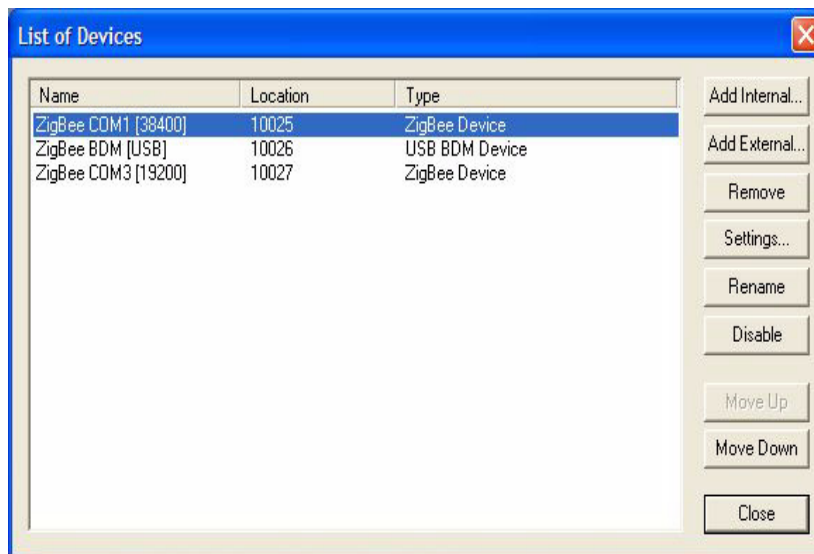 List of Devices
Name Location Type
ZigBee COM1 [38400] 10025 ZigBee Device
ZigBee BDM [USB] 10026 USB BDM Device
ZigBee COM3 [19200] 10027 ZigBee Device
Add Internal...
Add External...
Remove
Settings...
Rename
Disable
Move Up
Move Down
Close